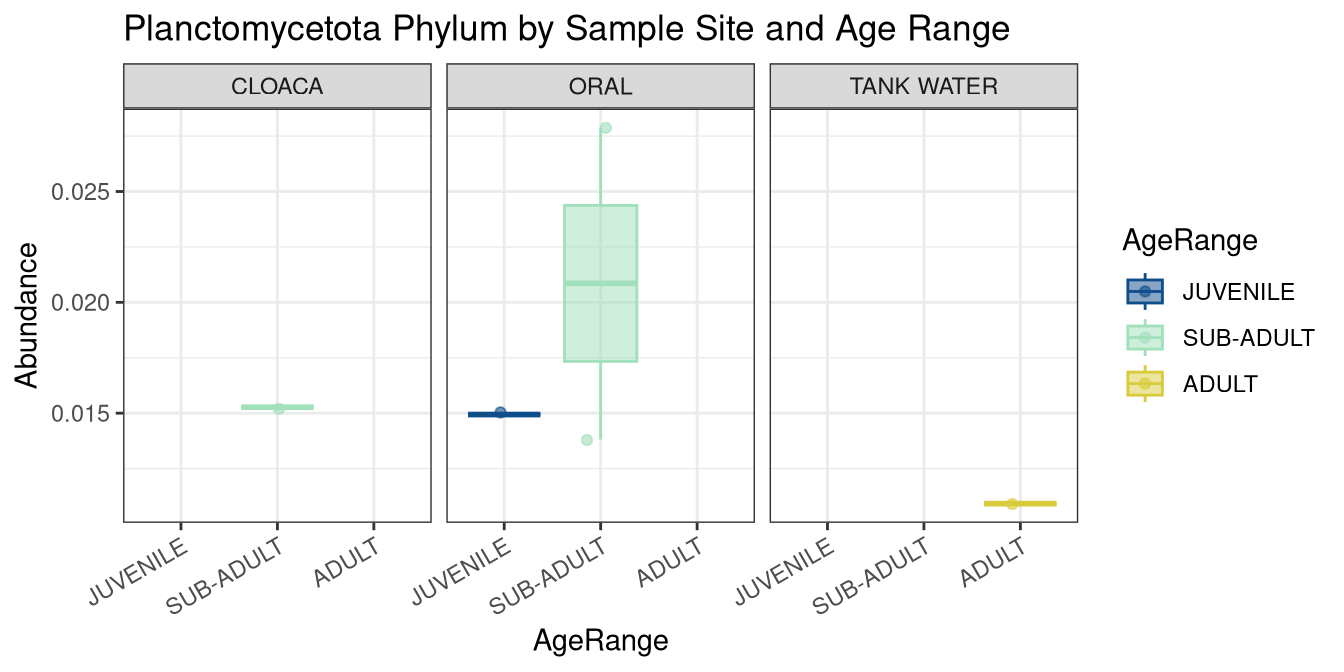 Planctomycetota Phylum by Sample Site and Age Range
CLOACA
ORAL
TANK WATER
Abundance
0.025
0.020
0.015
JUVENILE
SUB-ADULT
ADULT
JUVENILE
SUB-ADULT
ADULT
JUVENILE
SUB-ADULT
ADULT
AgeRange
AgeRange
JUVENILE
SUB-ADULT
ADULT